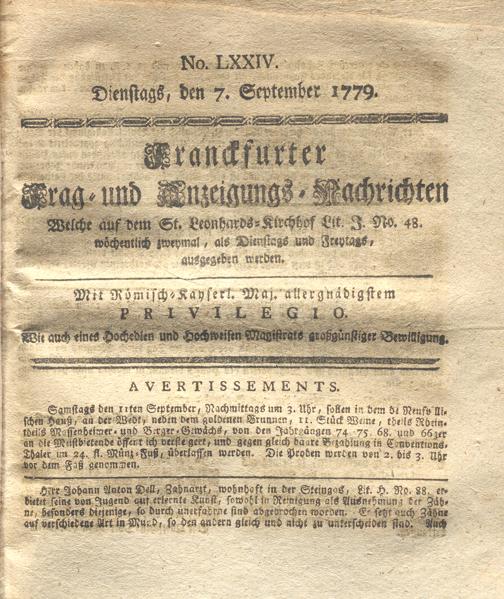 No. LXXIV.
Dienstags, den 7. September 1779.
Franckfurter
Frag- und Anzeigungs-Nachrichten
Welche auf dem St. Leonhards-Kirchhof Lit. J. No. 48.
wöchentlich zweymal, als Dienstags und Freytags,
ausgegeben werden.
Mit Römisch-Kayserl. Maj. allergnädigstem
PRIVILEGIO.
Wie auch eines Hochedlen und Hochweisen Magistrats großgünstiger Bewilligung.
AVERTISSEMENTS.
Samstags den 11ten September, Nachmittags um 3. Uhr, sollen in dem de Neufv
schen Hauß, an der Wedt, neben dem goldenen Brunnen, 11. Stück Weine, theils Rhein-
theils Massenheimer- und Berger-Gewächs, von den Jahrgängen 74. 75. 68. und 66zer
an die Meistbietende öffentlich versteigert, und gegen gleich baare Bezahlung in Conventions-
Thaler im 24. fl. Müntz-Fuß, überlassen werden. Die Proben werden von 2. bis 3. Uhr
vor dem Faß genommen.
Herr Johann Anton Dell, Zahnarzt, wohnhaft in der Steingaß, Lit. H. No. 88. er-
bietet seine von Jugend auf erlernte Kunst, sowohl in Reinigung als Ausnehmung der Zäh-
ne, besonders diejenige, so durch unerfahrne sind abgebrochen worden. Er setzt auch Zähne
auf verschiedene Art in Mund, so den andern gleich und nicht zu unterscheiden sind. Auch